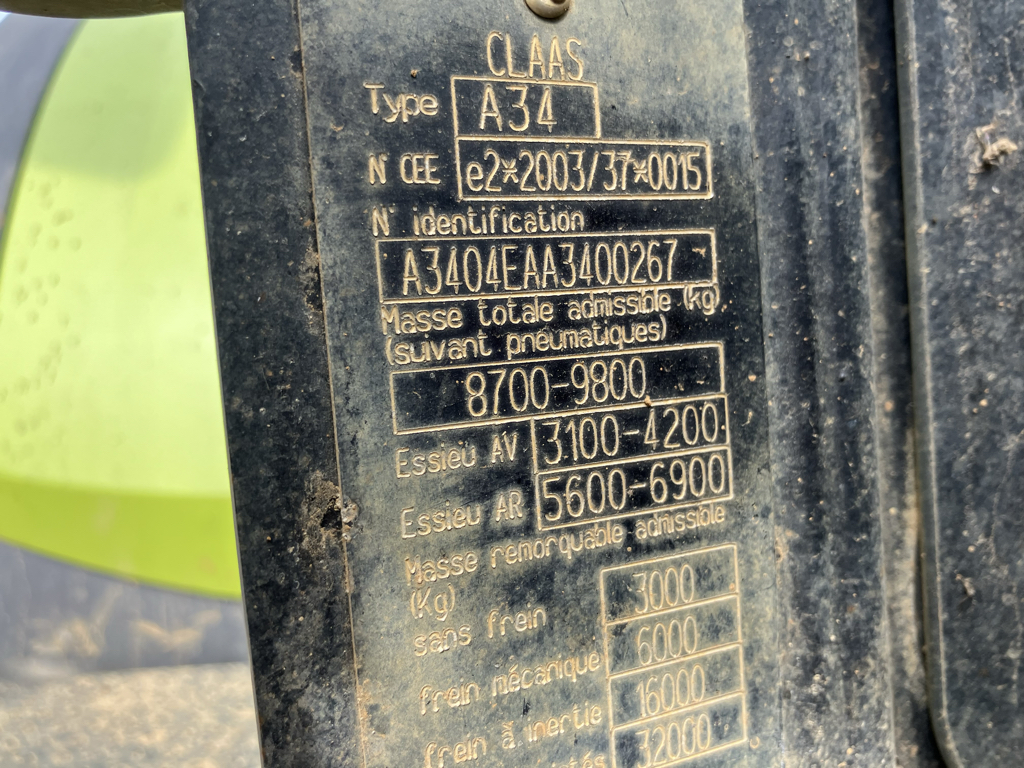 CLAAS
Type A34
N° CEE e2*2003/37*0015
N° identification
A3404EAA3400267
Masse totale admissible (kg)
(suivant pneumatiques)
8700-9800
Essieu AV 3100-4200
Essieu AR 5600-6900
Masse remorquable admissible
(Kg)
sans frein 3000
frein mécanique 6000
frein à inertie 16000
32000